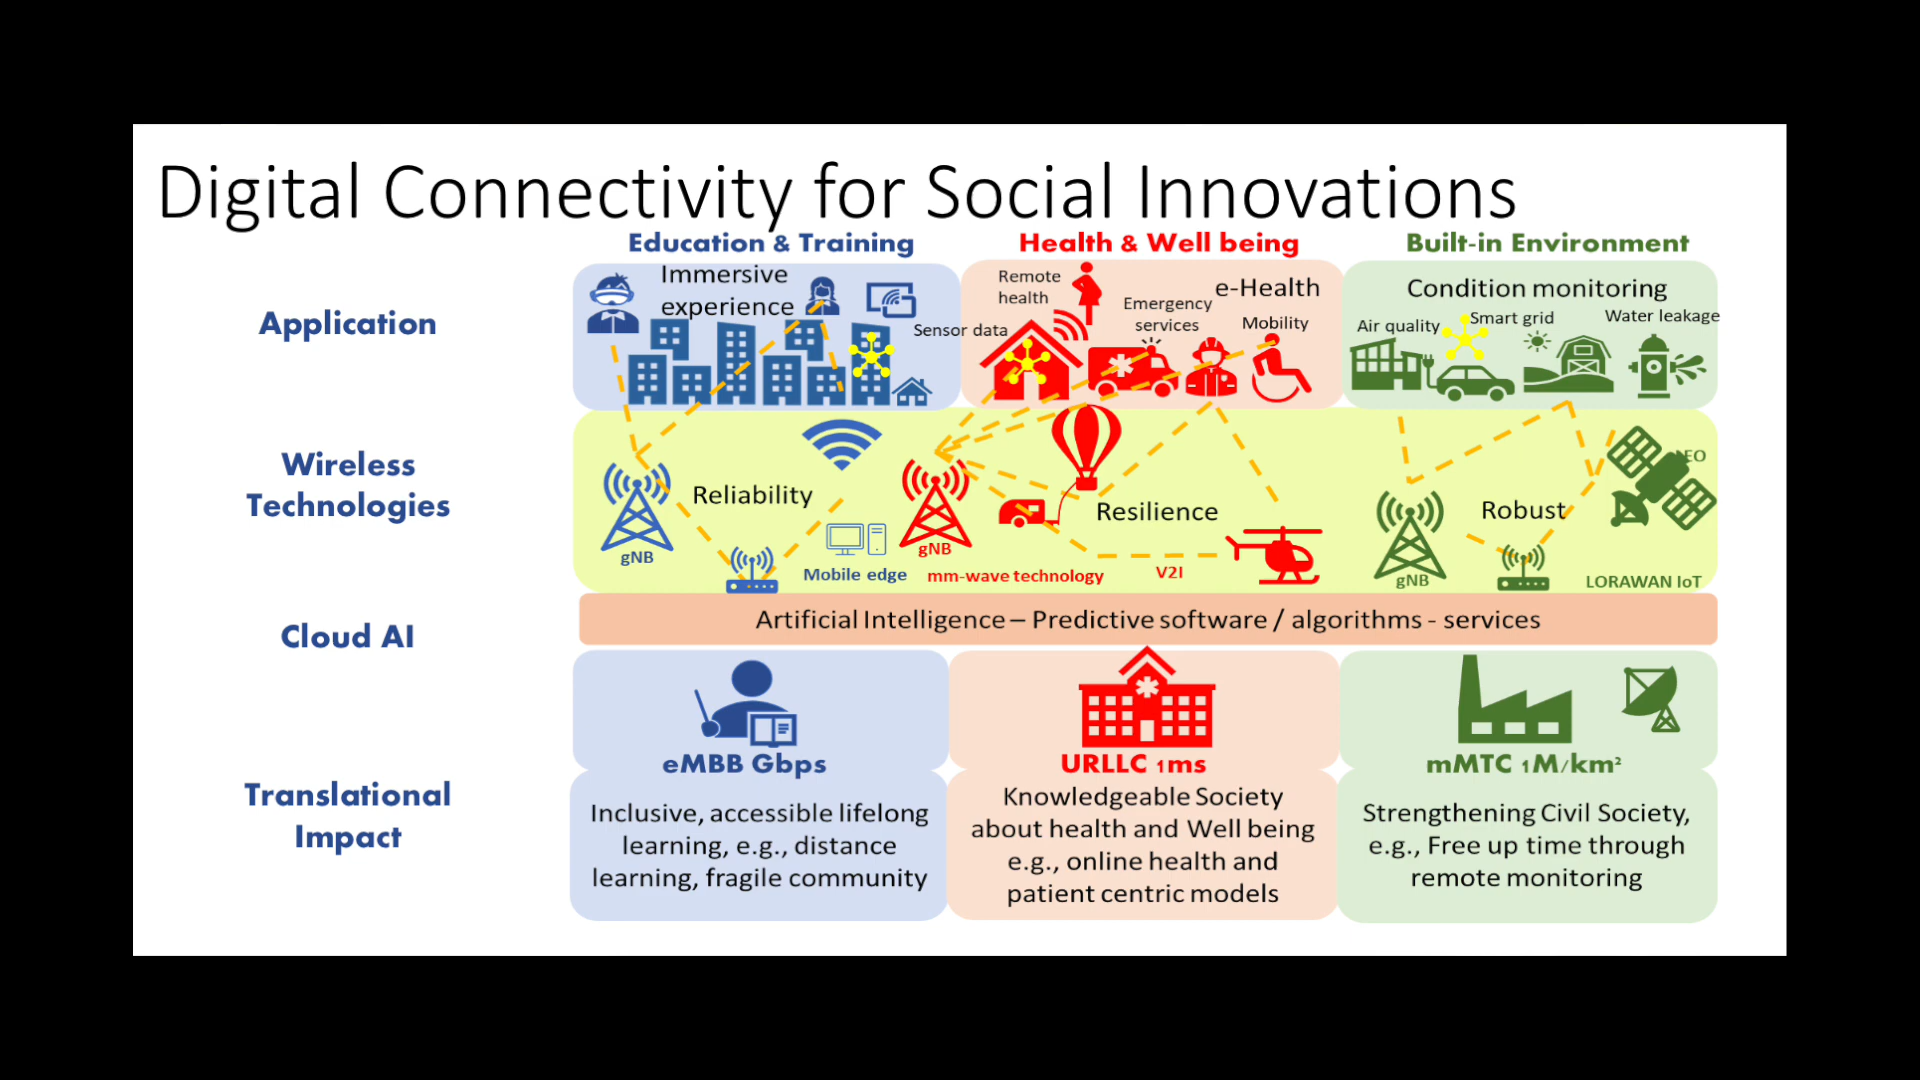 Digital Connectivity for Social Innovations
Education & Training
Health & Well being
Built-in Environment
Application
Immersive
experience
Sensor data
Remote
health
Emergency
services
e-Health
Mobility
Condition monitoring
Air quality
Smart grid
Water leakage
Wireless
Technologies
gNB
Reliability
Mobile edge
gNB
mm-wave technology
Resilience
V2I
gNB
Robust
LORAWAN IoT
Cloud AI
Artificial Intelligence – Predictive software / algorithms - services
Translational
Impact
eMBB Gbps
Inclusive, accessible lifelong
learning, e.g., distance
learning, fragile community
URLLC 1ms
Knowledgeable Society
about health and Well being
e.g., online health and
patient centric models
mMTC 1M/km²
Strengthening Civil Society,
e.g., Free up time through
remote monitoring